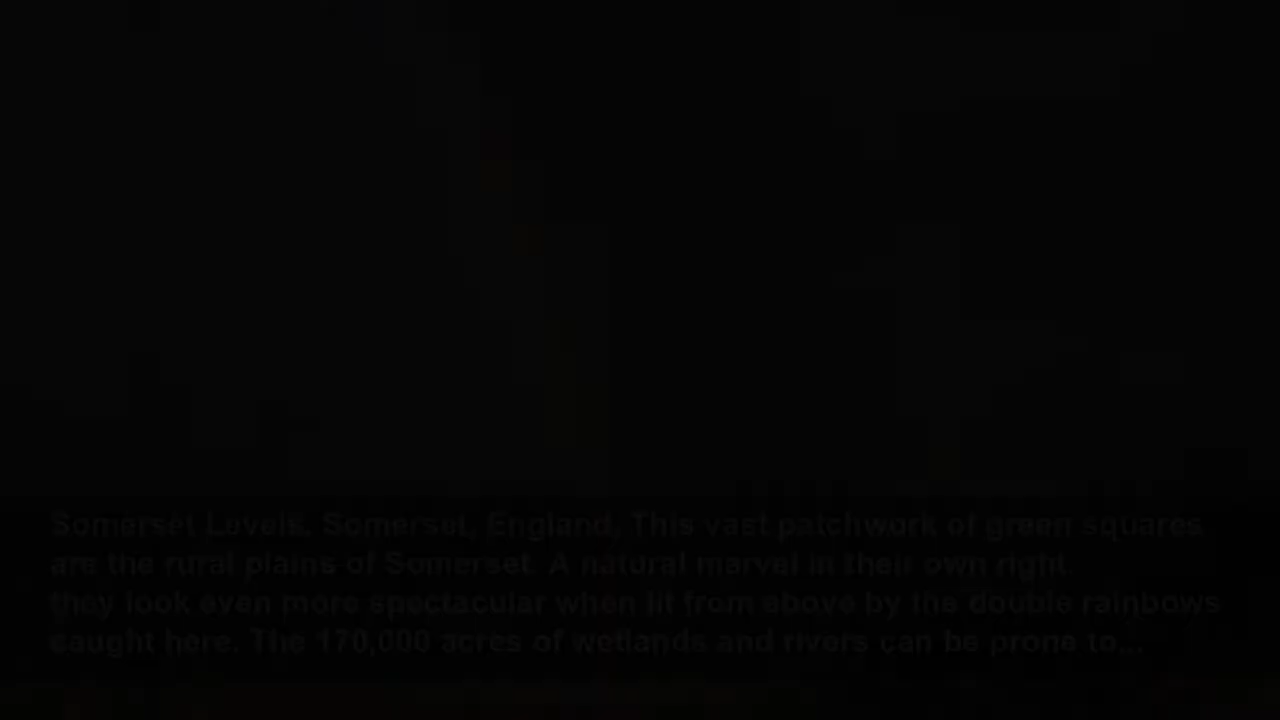 Somerset Levels, Somerset, England, This vast patchwork of green squares
are the rural plains of Somerset. A natural marvel in their own right
they look even more spectacular when lit from above by the double rainbows
caught here. The 170,000 acres of wetlands and rivers can be prone to...